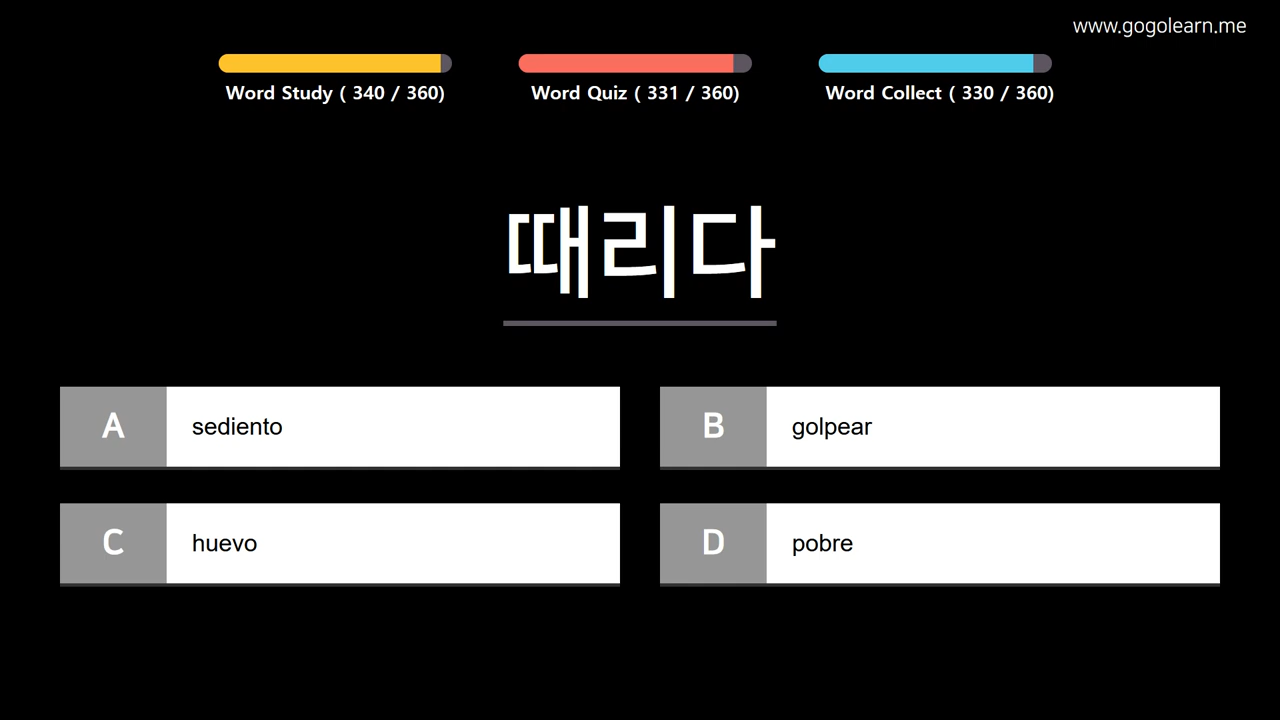 www.gogolearn.me
Word Study ( 340 / 360)
Word Quiz ( 331 / 360)
Word Collect ( 330 / 360)
때리다
A sediento
B golpear
C huevo
D pobre